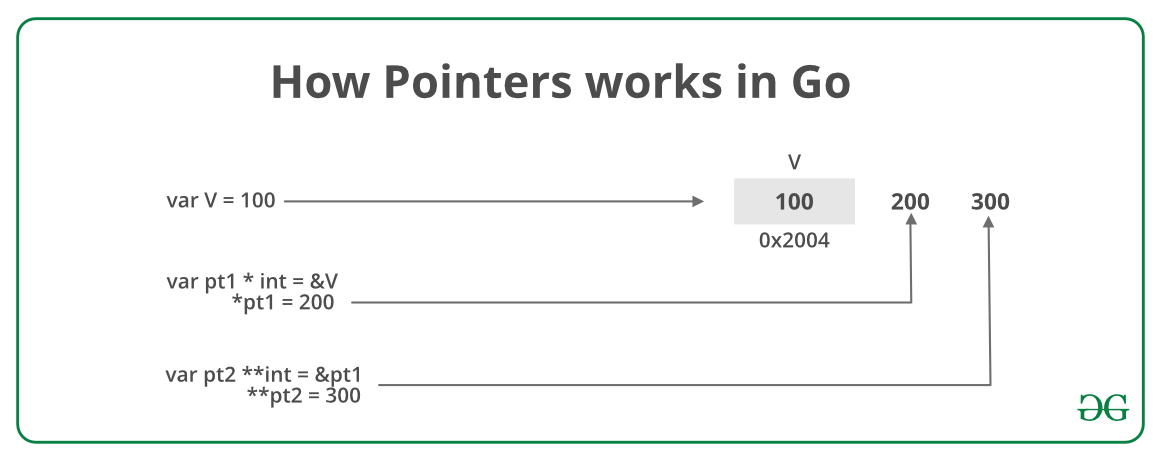 How Pointers works in Go
V
var V = 100
100 200 300
0x2004
var pt1 * int = &V
*pt1 = 200
var pt2 **int = &pt1
**pt2 = 300